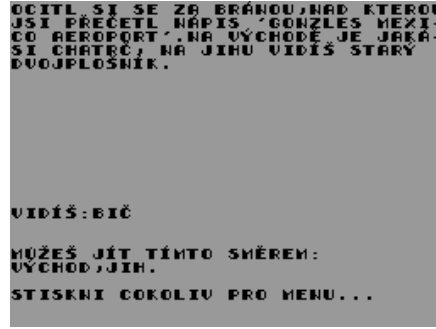 OCITL SI SE ZA BRÁNOU,NAD KTEROU
JSI PŘEČETL NÁPIS 'GONZLES MEXI-
CO AEROPORT'.NA VÝCHODĚ JE JAKÁ-
SI CHATRČ, NA JIHU VIDÍŠ STARÝ
DVOJPLOŠNÍK.
VIDÍŠ:BIČ
MŮŽEŠ JÍT TÍMTO SMĚREM:
VÝCHOD,JIH.
STISKNI COKOLIV PRO MENU...